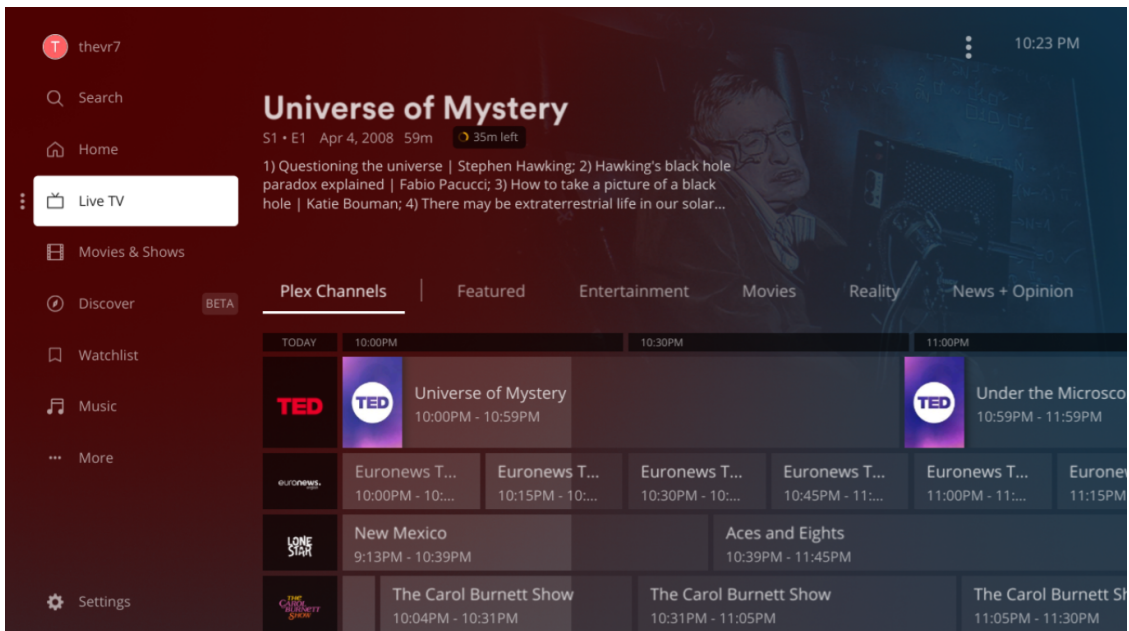 T thevr7
10:23 PM
Search
Home
Live TV
Movies & Shows
Discover BETA
Watchlist
Music
More
Settings
Universe of Mystery
S1 • E1 Apr 4, 2008 59m 35m left
1) Questioning the universe | Stephen Hawking; 2) Hawking's black hole
paradox explained | Fabio Pacucci; 3) How to take a picture of a black
hole | Katie Bouman; 4) There may be extraterrestrial life in our solar...
Plex Channels | Featured Entertainment Movies Reality News + Opinion
TODAY 10:00PM 10:30PM 11:00PM
TED TED Universe of Mystery TED Under the Microsco
10:00PM - 10:59PM 10:59PM - 11:59PM
euronews. Euronews T... Euronews T... Euronews T... Euronews T... Euronews T... Eurone
10:00PM - 10:... 10:15PM - 10:... 10:30PM - 10:... 10:45PM - 11:... 11:00PM - 11:... 11:15PM
LONE STAR New Mexico Aces and Eights
9:13PM - 10:39PM 10:39PM - 11:45PM
THE CAROL BURNETT SHOW The Carol Burnett Show The Carol Burnett Show The Carol Burnett Sh
10:04PM - 10:31PM 10:31PM - 11:05PM 11:05PM - 11:30PM